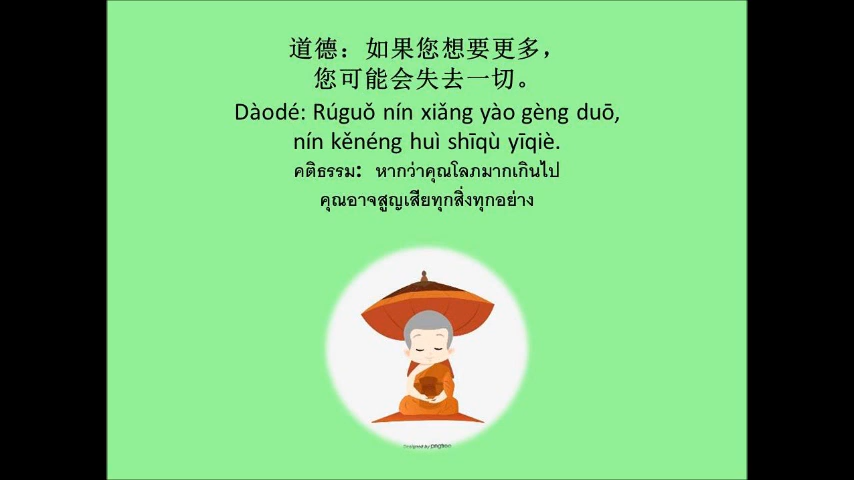 道德：如果您想要更多，
您可能会失去一切。
Dàodé: Rúguǒ nín xiǎng yào gèng duō,
nín kěnéng huì shīqù yīqiè.
คติธรรม: หากว่าคุณโลภมากเกินไป
คุณอาจสูญเสียทุกสิ่งทุกอย่าง
Designed by pngtree